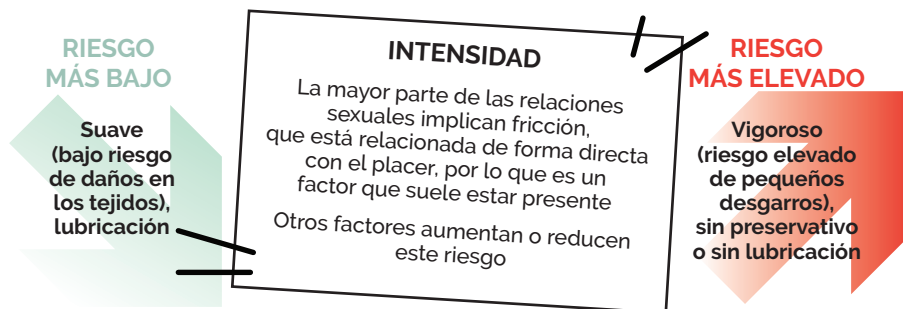 RIESGO
MÁS BAJO
Suave
(bajo riesgo
de daños en
los tejidos),
lubricación
INTENSIDAD
La mayor parte de las relaciones
sexuales implican fricción,
que está relacionada de forma directa
con el placer, por lo que es un
factor que suele estar presente
Otros factores aumentan o reducen
este riesgo
RIESGO
MÁS ELEVADO
Vigoroso
(riesgo elevado
de pequeños
desgarros),
sin preservativo
o sin lubricación